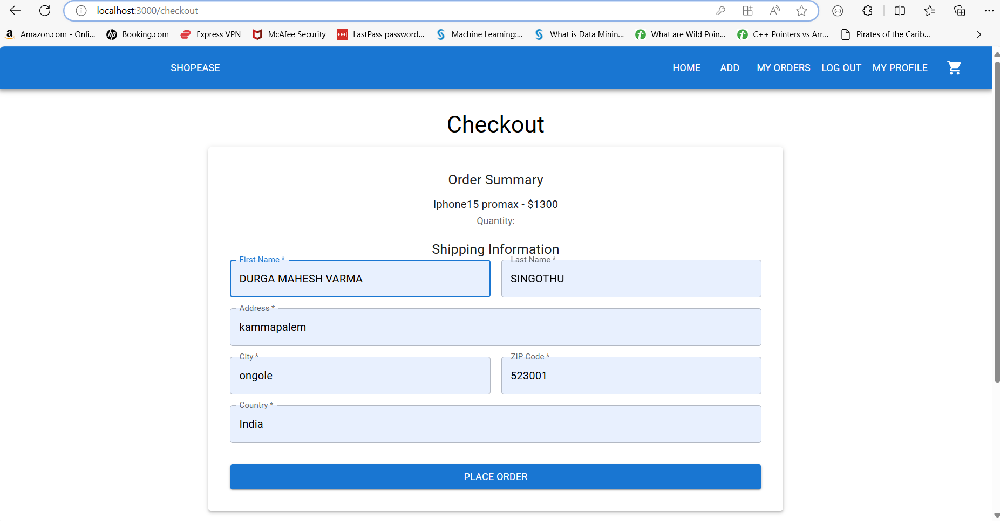 localhost:3000/checkout
Amazon.com - Onli... Booking.com Express VPN McAfee Security LastPass password... Machine Learning:... What is Data Minin... What are Wild Poin... C++ Pointers vs Arr... Pirates of the Carib...
SHOPEASE HOME ADD MY ORDERS LOG OUT MY PROFILE
Checkout
Order Summary
Iphone15 promax - $1300
Quantity:
Shipping Information
First Name * Last Name *
DURGA MAHESH VARMA SINGOTHU
Address *
kammapalem
City * ZIP Code *
ongole 523001
Country *
India
PLACE ORDER